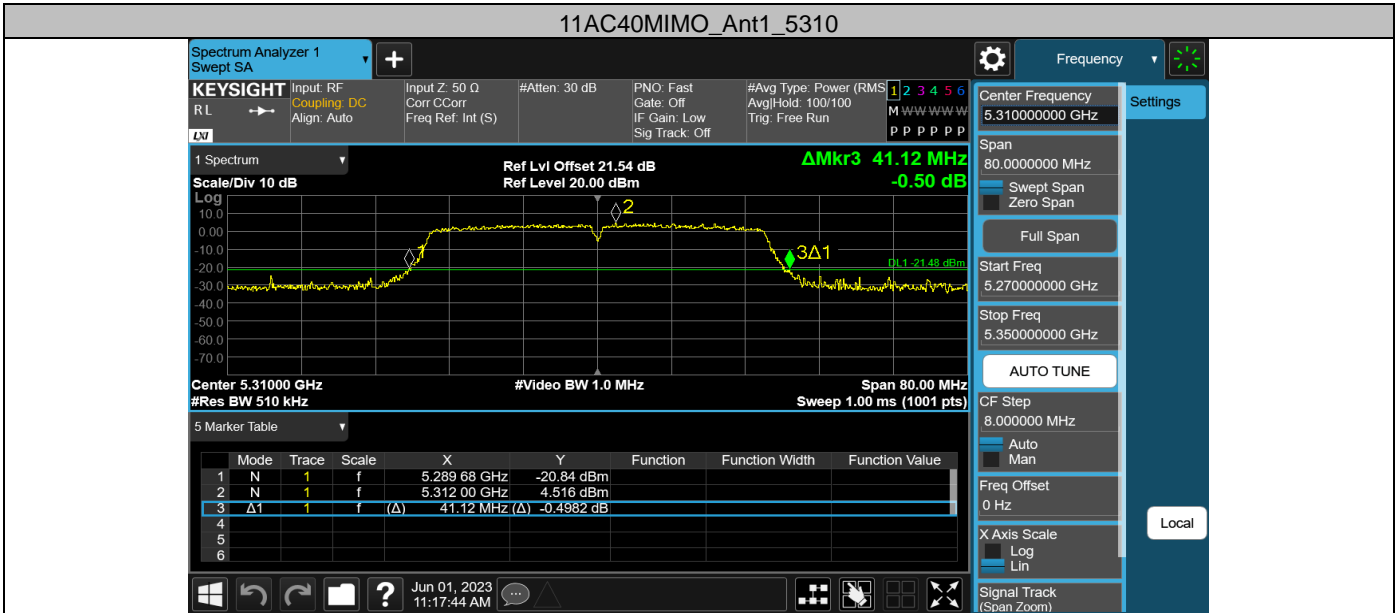 11AC40MIMO_Ant1_5310
Spectrum Analyzer 1
Swept SA
+
Frequency
KEYSIGHT
RL
LXI
Input: RF
Coupling: DC
Align: Auto
Input Z: 50 Ω
Corr CCorr
Freq Ref: Int (S)
#Atten: 30 dB
PNO: Fast
Gate: Off
IF Gain: Low
Sig Track: Off
#Avg Type: Power (RMS
Avg|Hold: 100/100
Trig: Free Run
1 2 3 4 5 6
M W W W W W
P P P P P P
1 Spectrum
Scale/Div 10 dB
Ref Lvl Offset 21.54 dB
Ref Level 20.00 dBm
ΔMkr3 41.12 MHz
-0.50 dB
Log
10.0
0.00
-10.0
-20.0
-30.0
-40.0
-50.0
-60.0
-70.0
1
2
3Δ1
DL1 -21.48 dBm
Center 5.31000 GHz
#Video BW 1.0 MHz
Span 80.00 MHz
#Res BW 510 kHz
Sweep 1.00 ms (1001 pts)
5 Marker Table
Mode Trace Scale X Y Function Function Width Function Value
1 N 1 f 5.289 68 GHz -20.84 dBm
2 N 1 f 5.312 00 GHz 4.516 dBm
3 Δ1 1 f (Δ) 41.12 MHz (Δ) -0.4982 dB
4
5
6
?
Jun 01, 2023
11:17:44 AM
Center Frequency
5.310000000 GHz
Settings
Span
80.0000000 MHz
Swept Span
Zero Span
Full Span
Start Freq
5.270000000 GHz
Stop Freq
5.350000000 GHz
AUTO TUNE
CF Step
8.000000 MHz
Auto
Man
Freq Offset
0 Hz
Local
X Axis Scale
Log
Lin
Signal Track
(Span Zoom)